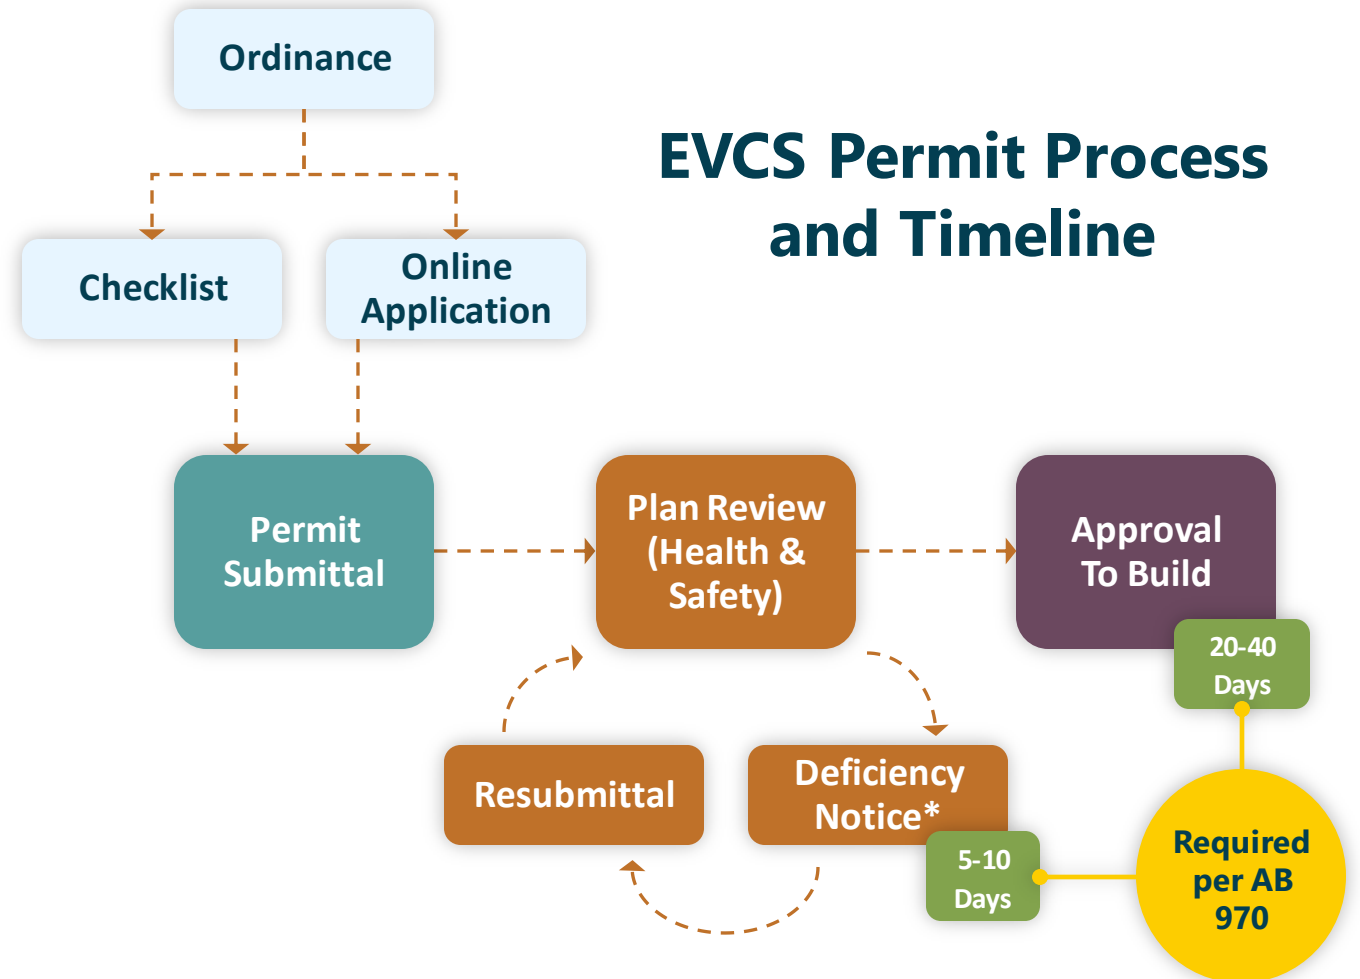 Ordinance
EVCS Permit Process
and Timeline
Checklist
Online
Application
Permit
Submittal
Plan Review
(Health &
Safety)
Approval
To Build
20-40
Days
Resubmittal
Deficiency
Notice*
5-10
Days
Required
per AB
970